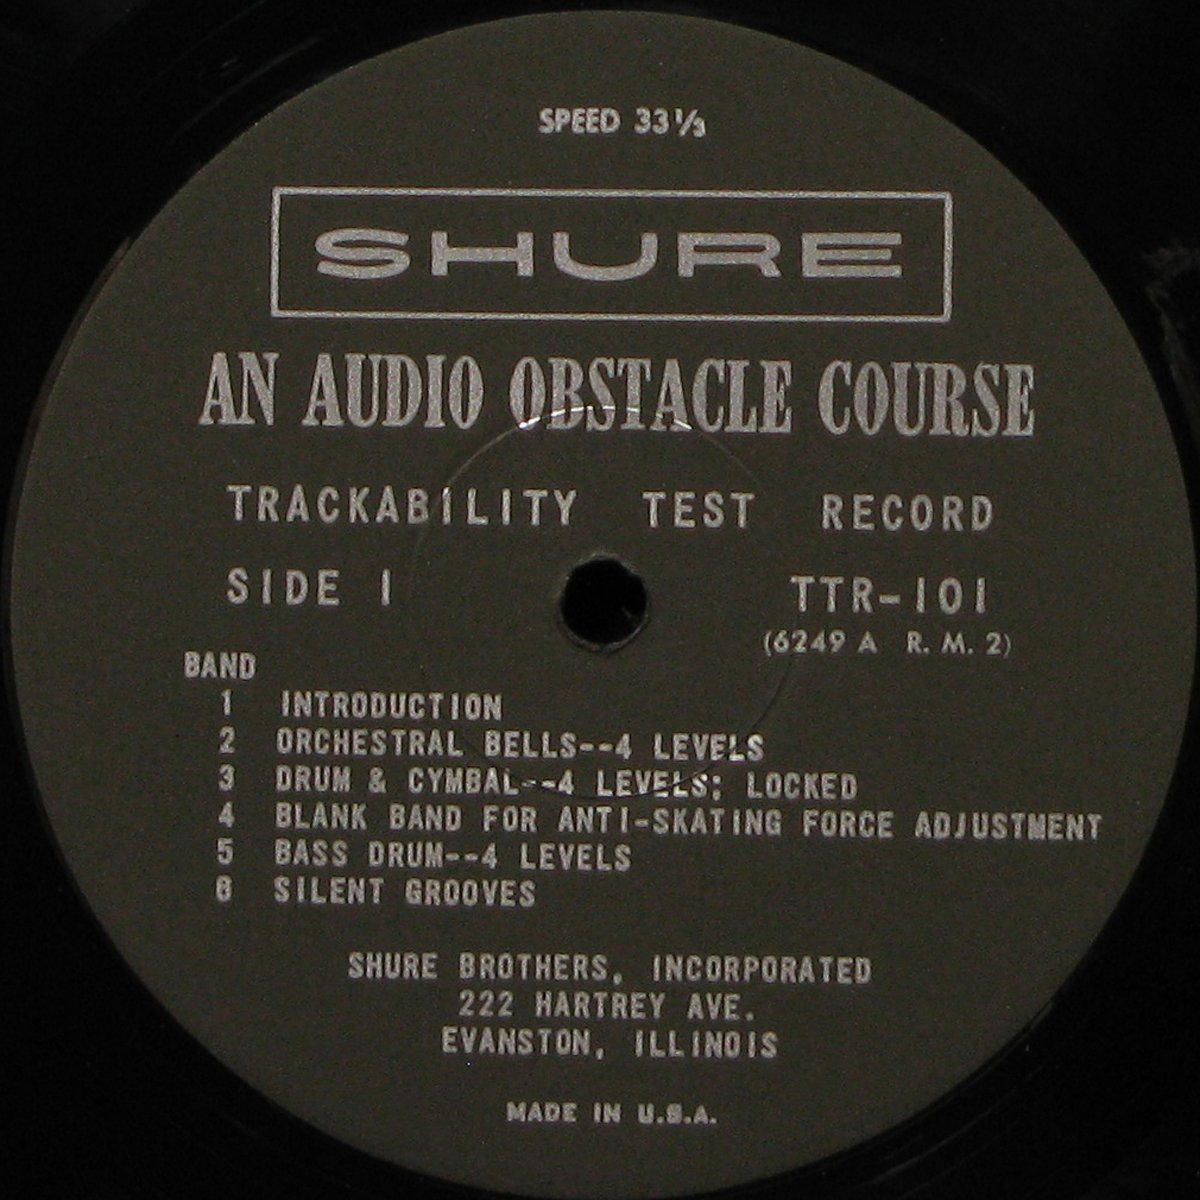 SPEED 33⅓
SHURE
AN AUDIO OBSTACLE COURSE
TRACKABILITY TEST RECORD
SIDE 1 TTR-101
(6249 A R. M. 2)
BAND
1 INTRODUCTION
2 ORCHESTRAL BELLS--4 LEVELS
3 DRUM & CYMBAL--4 LEVELS; LOCKED
4 BLANK BAND FOR ANTI-SKATING FORCE ADJUSTMENT
5 BASS DRUM--4 LEVELS
6 SILENT GROOVES
SHURE BROTHERS, INCORPORATED
222 HARTREY AVE.
EVANSTON, ILLINOIS
MADE IN U.S.A.